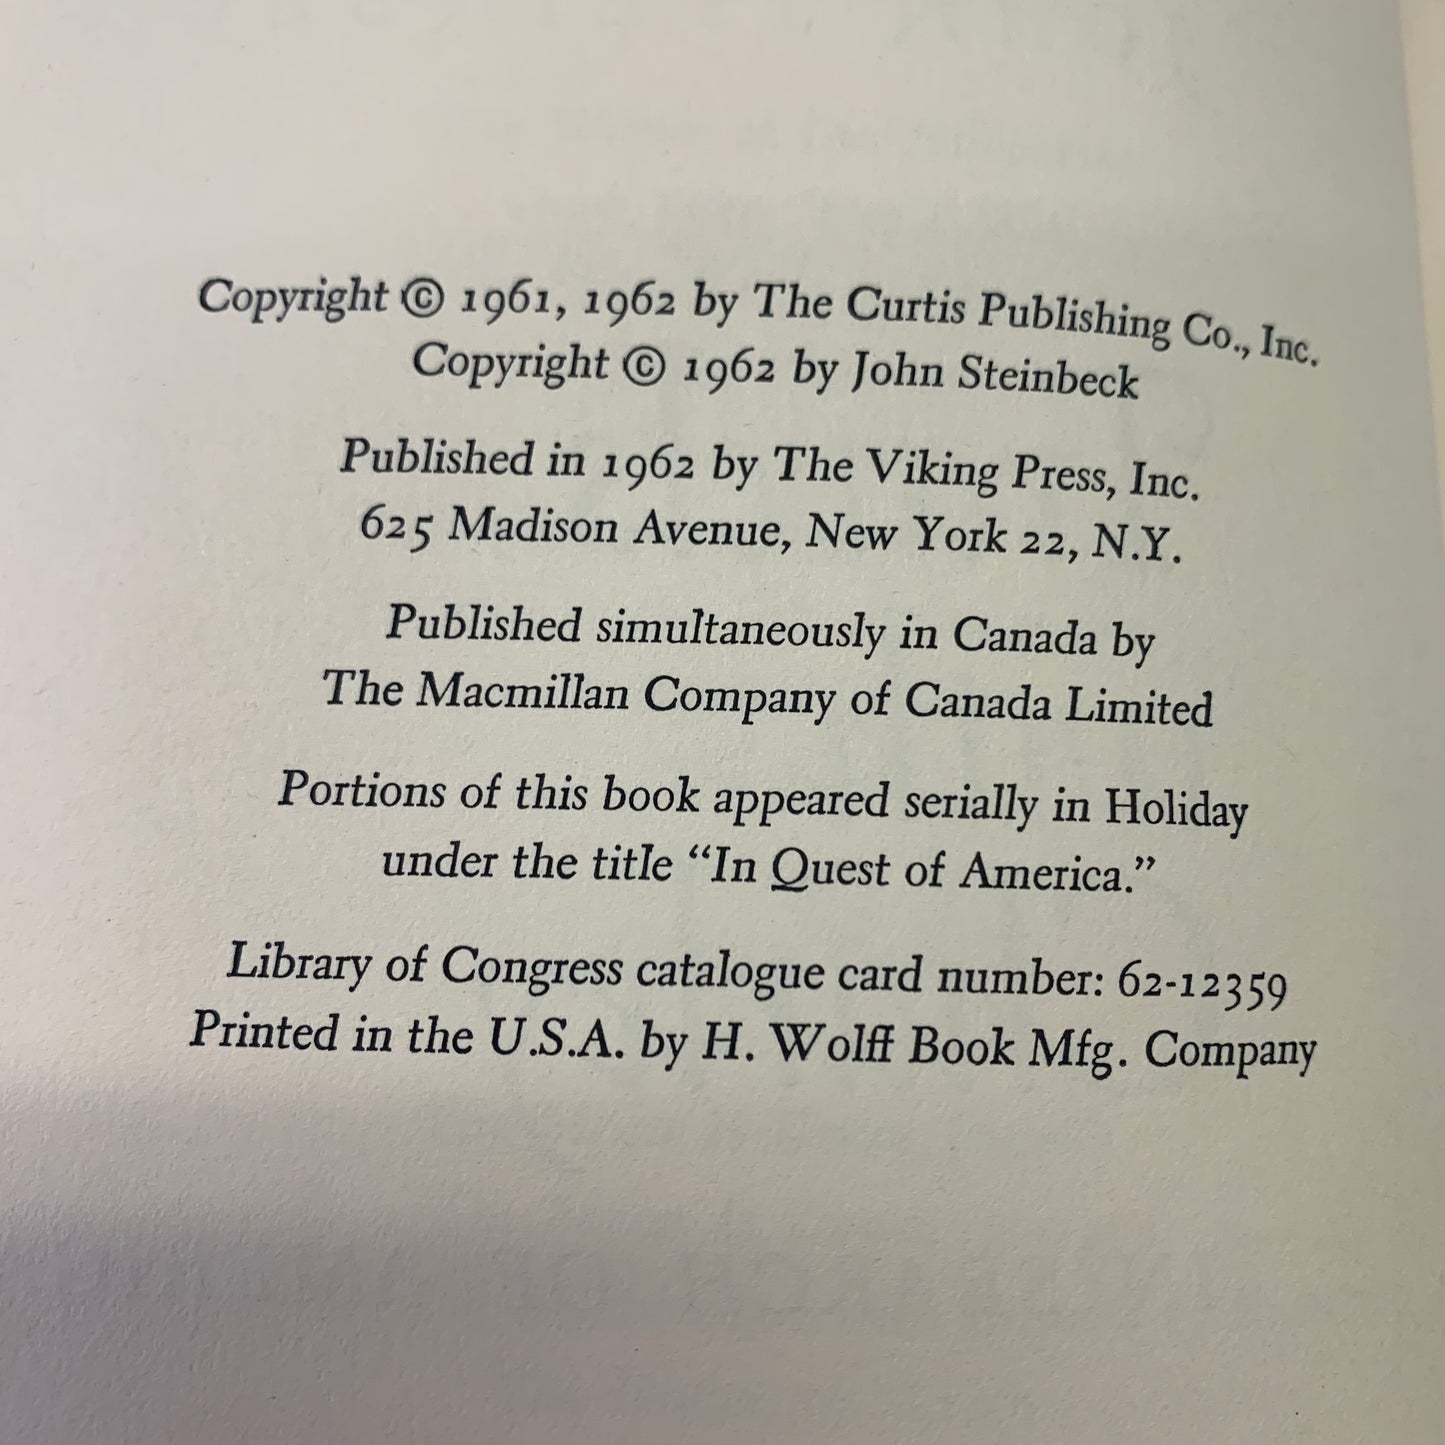 Copyright © 1961, 1962 by The Curtis Publishing Co., Inc.
Copyright © 1962 by John Steinbeck
Published in 1962 by The Viking Press, Inc.
625 Madison Avenue, New York 22, N.Y.
Published simultaneously in Canada by
The Macmillan Company of Canada Limited
Portions of this book appeared serially in Holiday
under the title “In Quest of America.”
Library of Congress catalogue card number: 62-12359
Printed in the U.S.A. by H. Wolff Book Mfg. Company